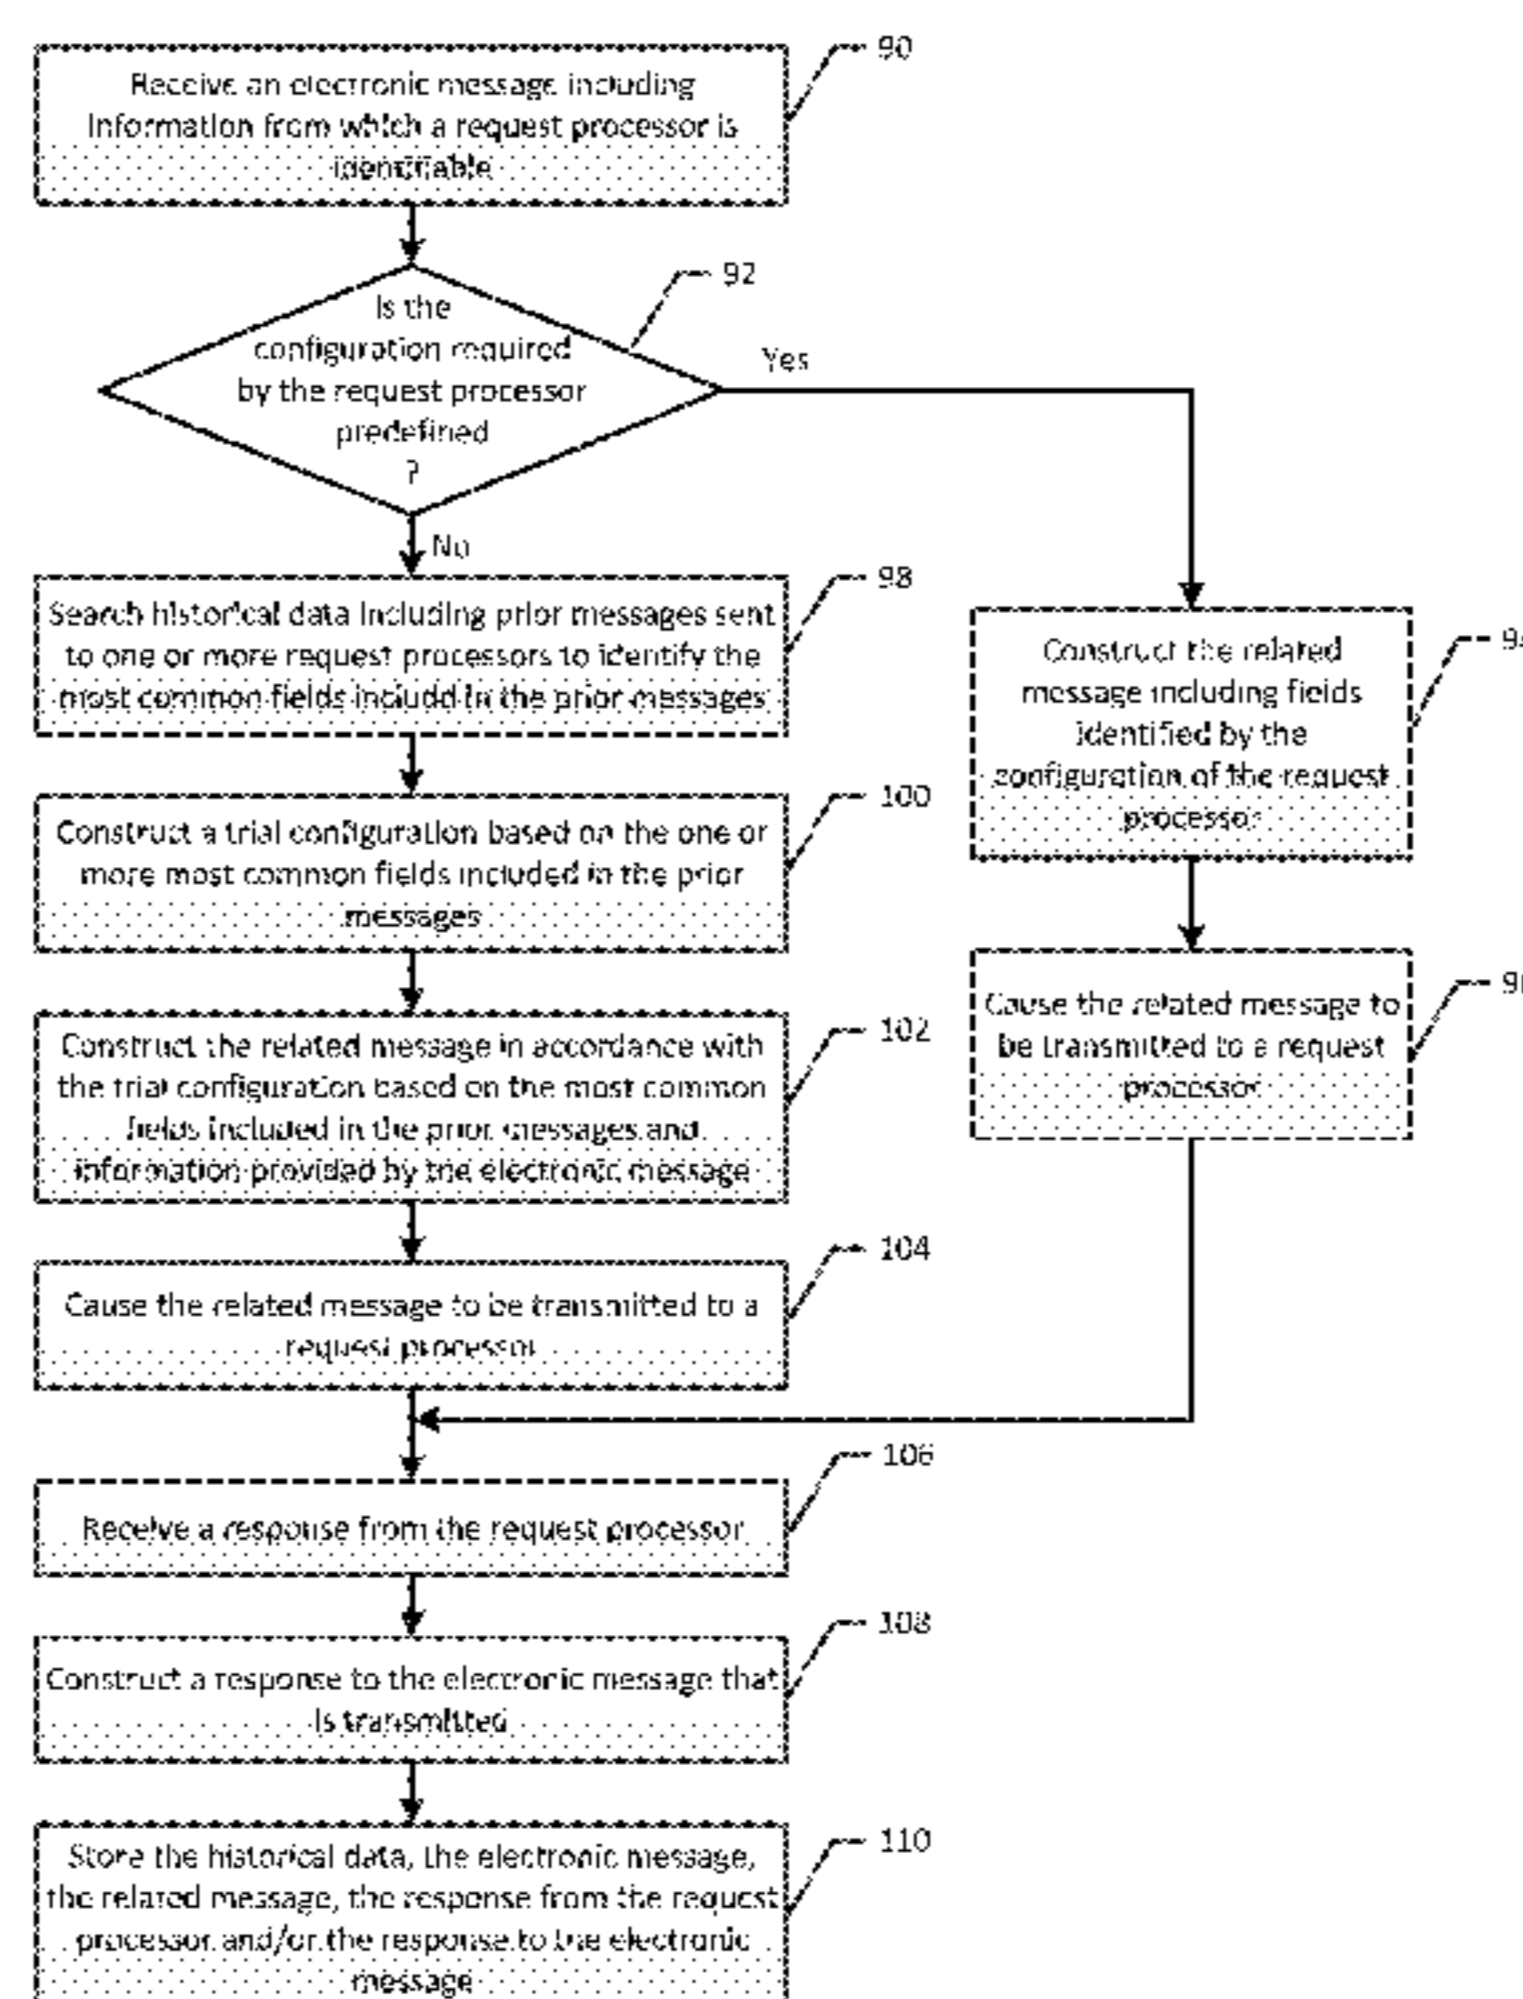 90
Receive an electronic message including
information from which a request processor is
identifiable
92
Is the
configuration required
by the request processor
predefined
?
Yes
No
98
Search historical data including prior messages sent
to one or more request processors to identify the
most common fields includd in the prior messages
100
Construct a trial configuration based on the one or
more most common fields included in the prior
messages
102
Construct the related message in accordance with
the trial configuration based on the most common
fields included in the prior messages and
information provided by the electronic message
104
Cause the related message to be transmitted to a
request processor
Construct the related
message including fields
identified by the
configuration of the request
processor
Cause the related message to
be transmitted to a request
processor
106
Receive a response from the request processor
108
Construct a response to the electronic message that
is transmitted
110
Store the historical data, the electronic message,
the related message, the response from the request
processor and/or the response to the electronic
message